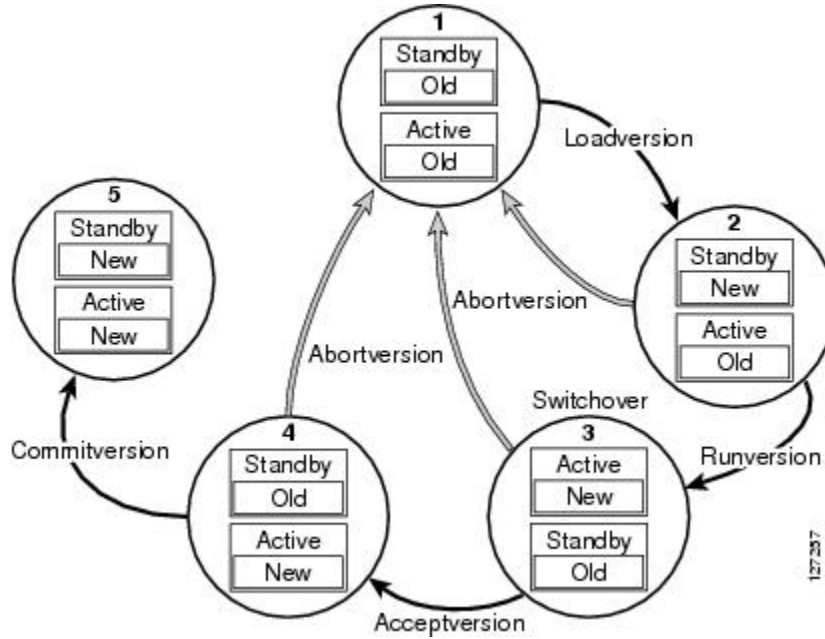 1
Standby
Old
Active
Old
Loadversion
5
Standby
New
Active
New
2
Standby
New
Active
Old
Abortversion
Abortversion
Switchover
3
Active
New
Standby
Old
Runversion
4
Standby
Old
Active
New
Commitversion
Acceptversion
127257